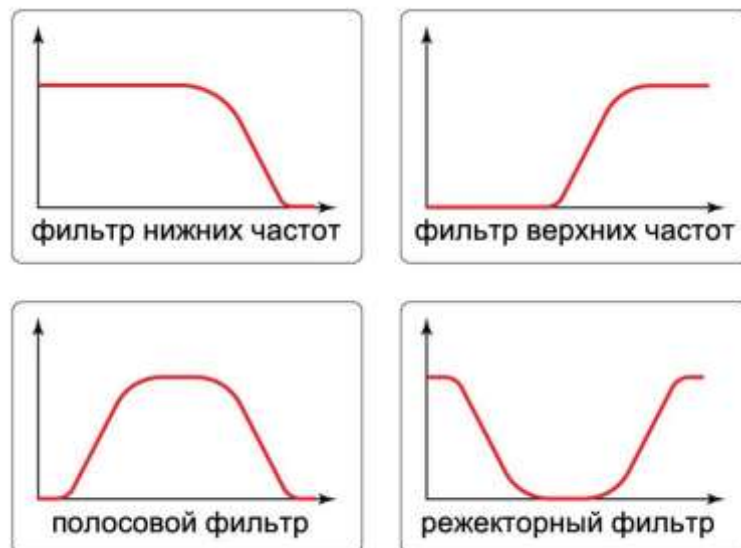 фильтр нижних частот
фильтр верхних частот
полосовой фильтр
режекторный фильтр